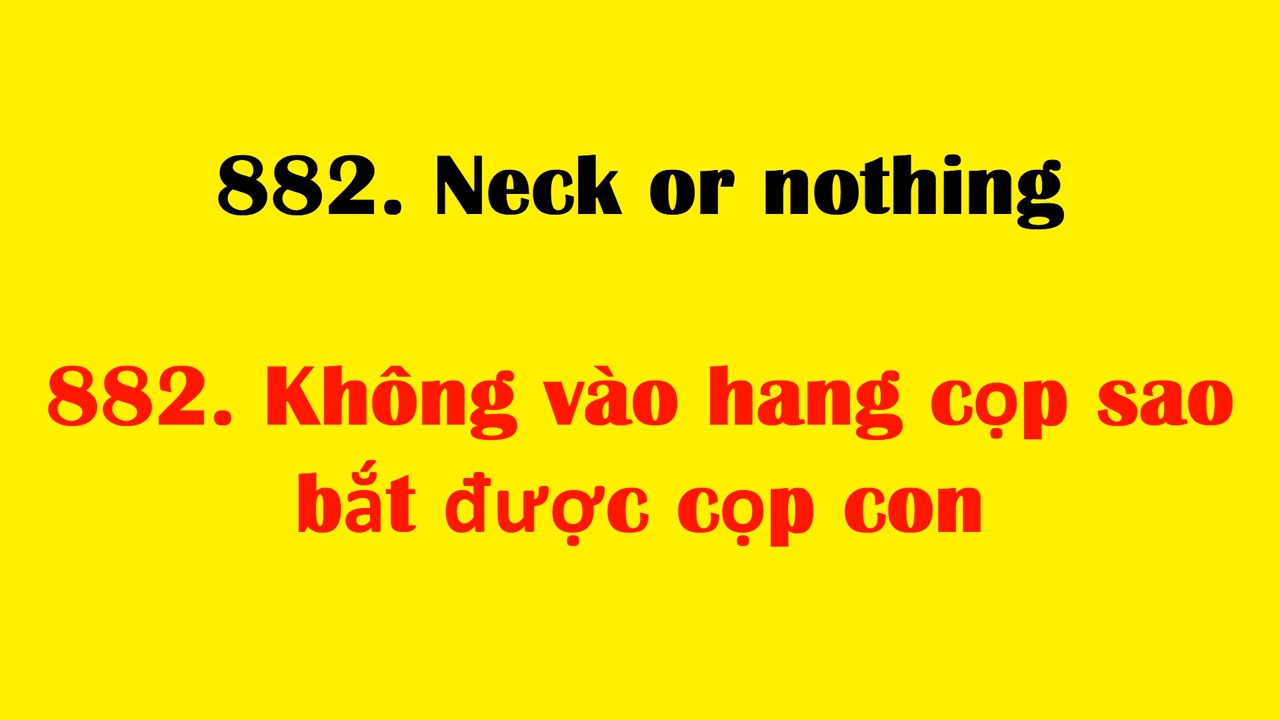 882. Neck or nothing
882. Không vào hang cọp sao
bắt được cọp con